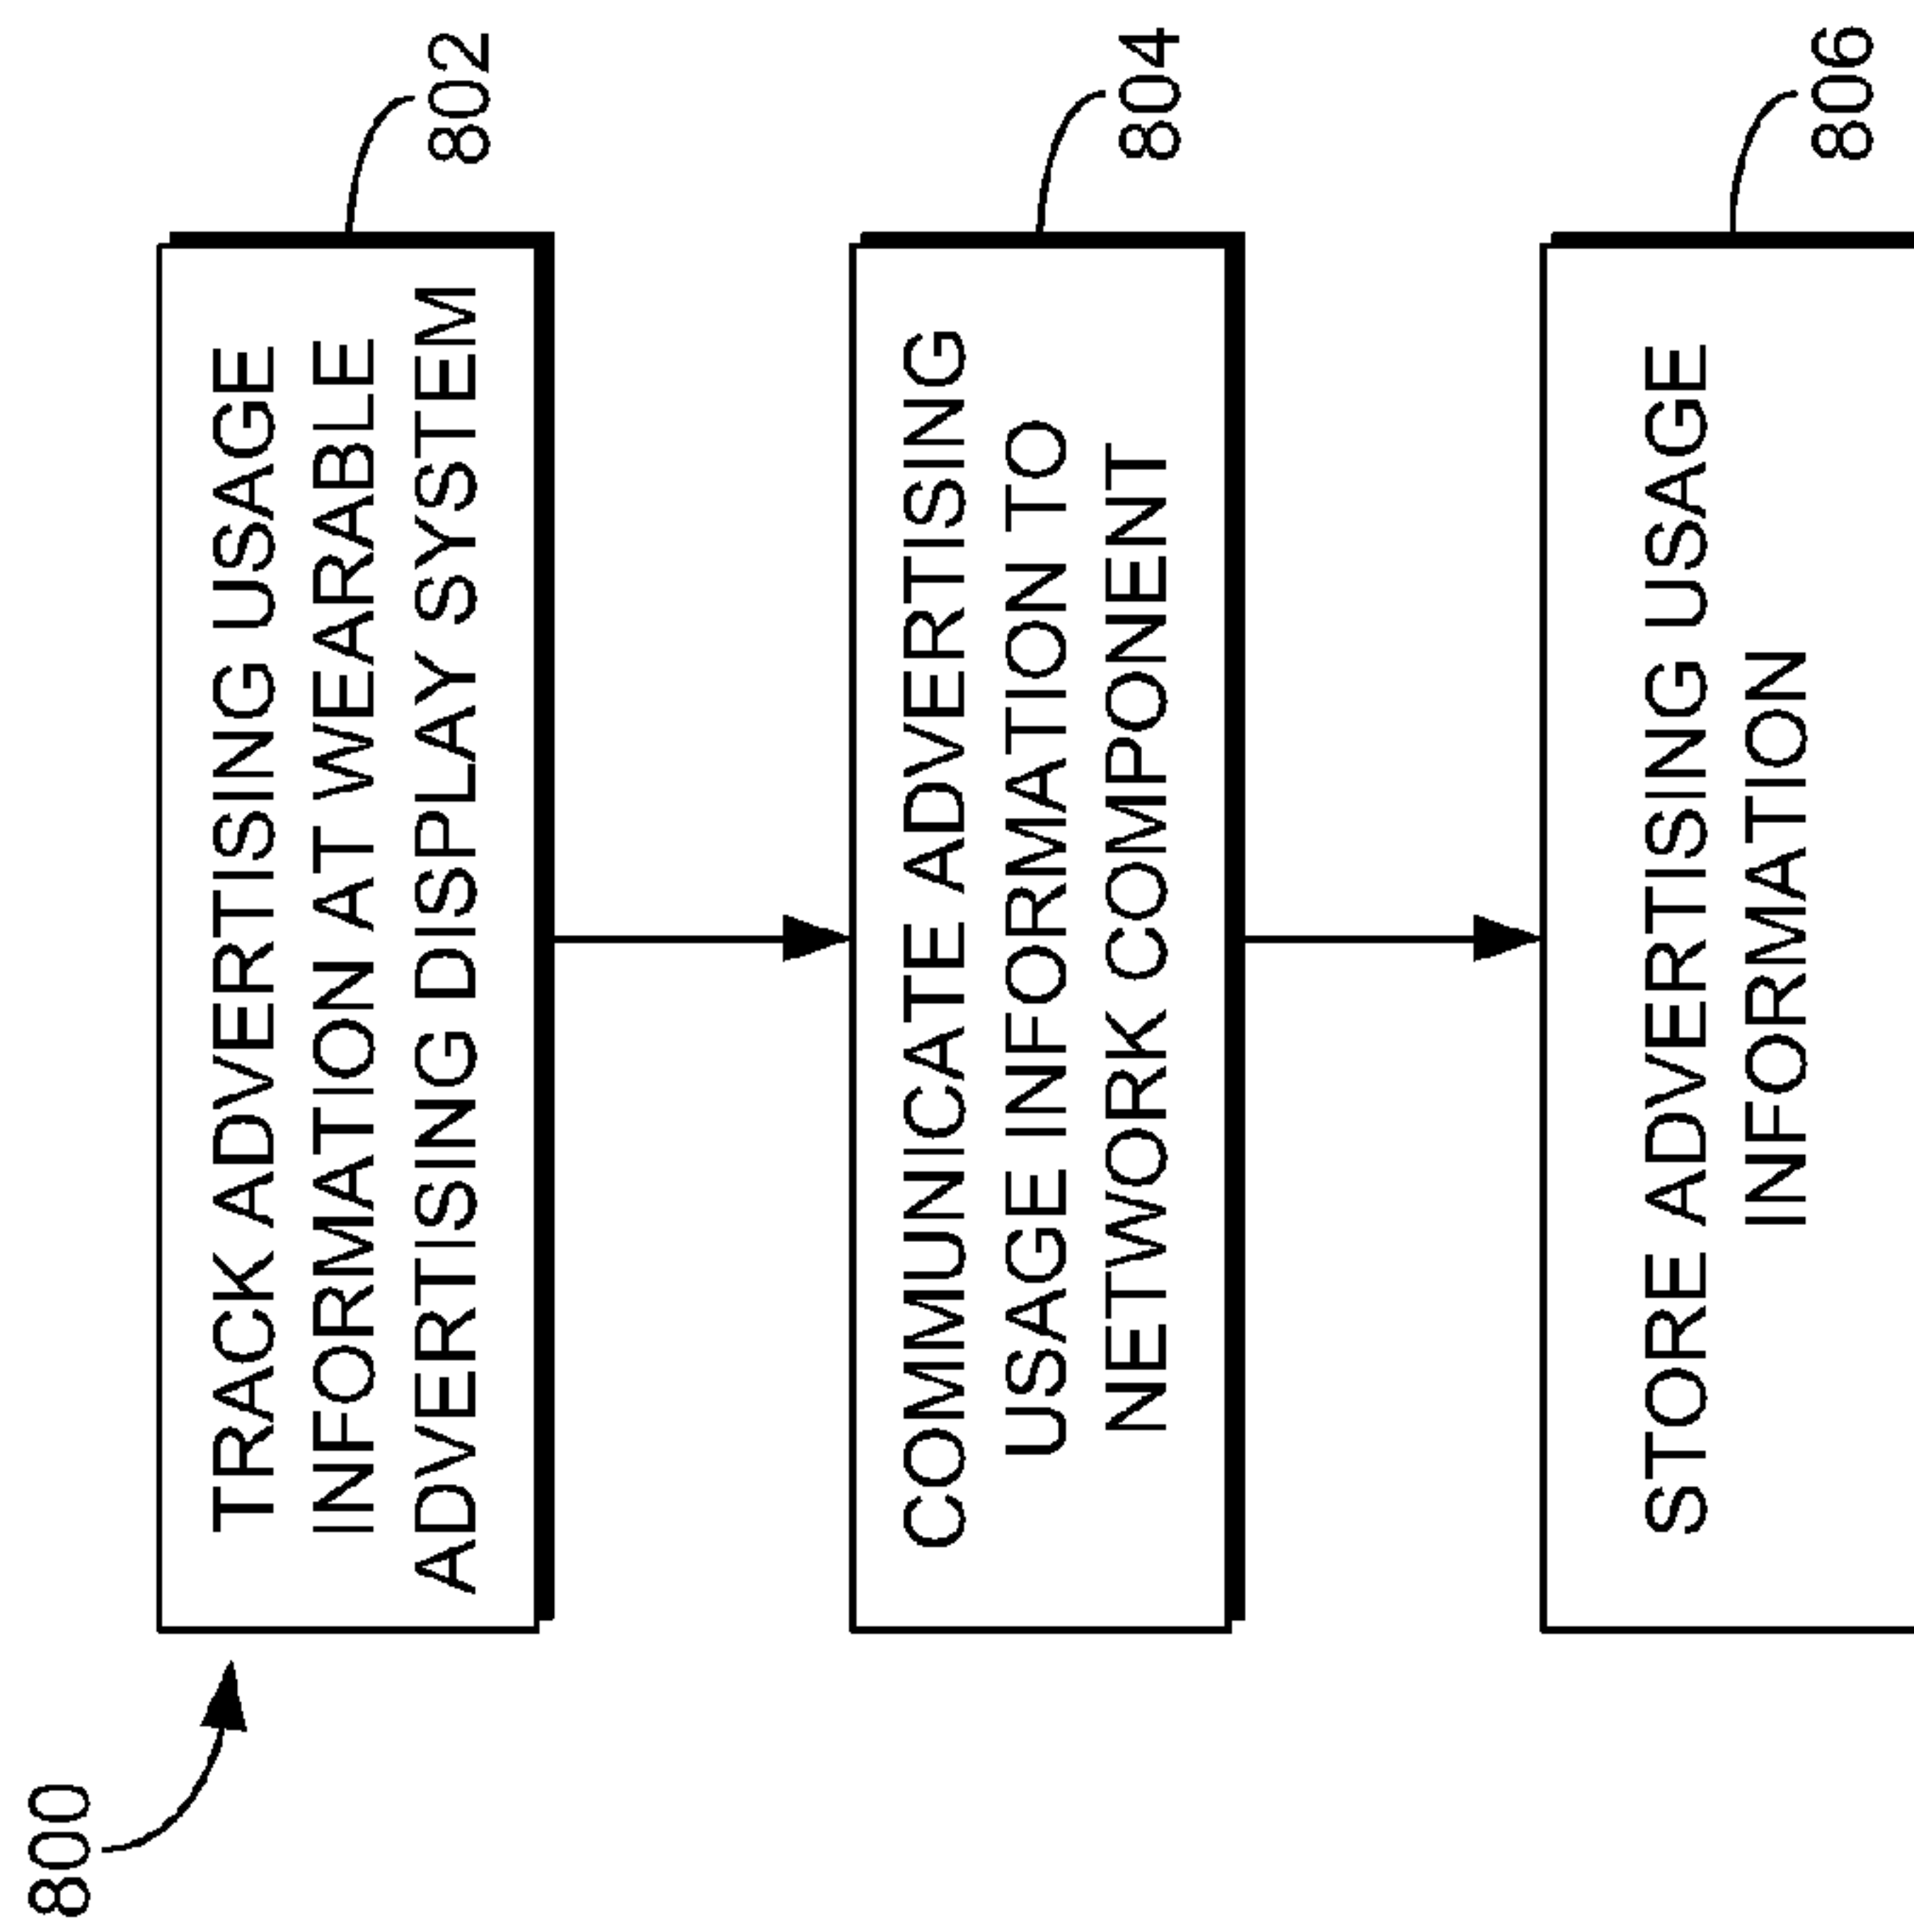 800
TRACK ADVERTISING USAGE
INFORMATION AT WEARABLE
ADVERTISING DISPLAY SYSTEM
802
COMMUNICATE ADVERTISING
USAGE INFORMATION TO
NETWORK COMPONENT
804
STORE ADVERTISING USAGE
INFORMATION
806